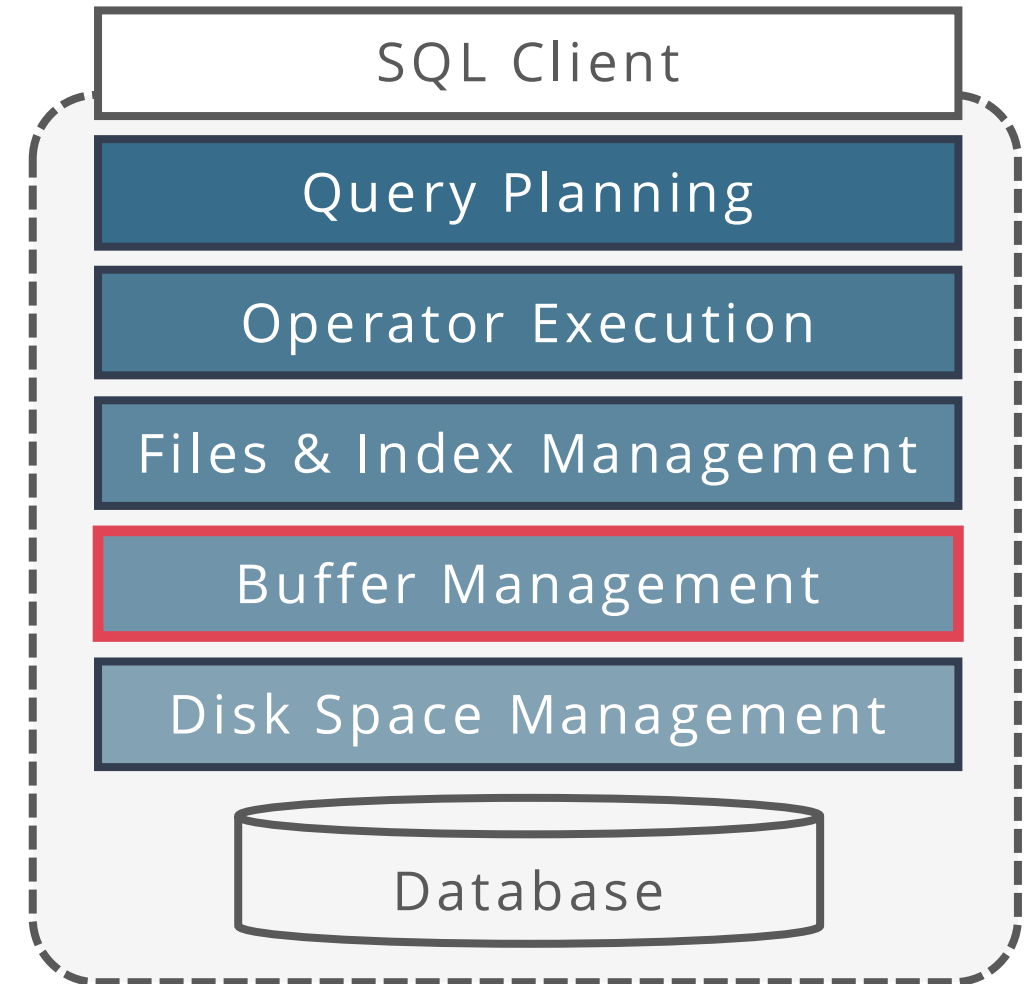 SQL Client
Query Planning
Operator Execution
Files & Index Management
Buffer Management
Disk Space Management
Database